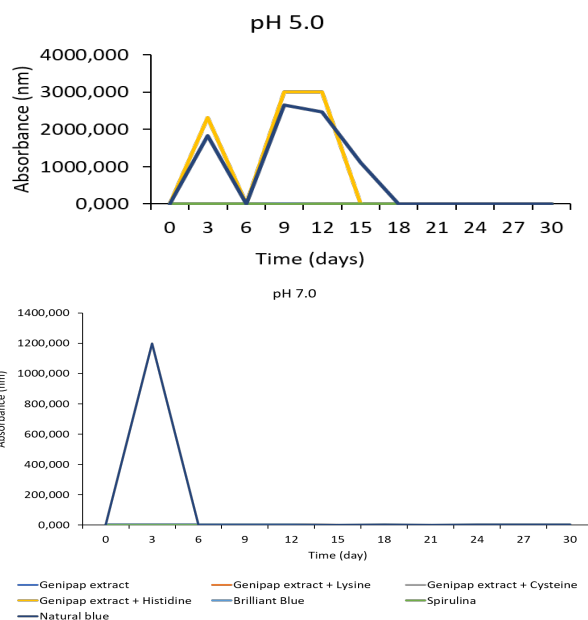 pH 5.0
Absorbance (nm)
4000,000
3000,000
2000,000
1000,000
0,000
0 3 6 9 12 15 18 21 24 27 30
Time (days)
pH 7.0
Absorbance (nm)
1400,000
1200,000
1000,000
800,000
600,000
400,000
200,000
0,000
0 3 6 9 12 15 18 21 24 27 30
Time (day)
Genipap extract Genipap extract + Lysine Genipap extract + Cysteine
Genipap extract + Histidine Brilliant Blue Spirulina
Natural blue